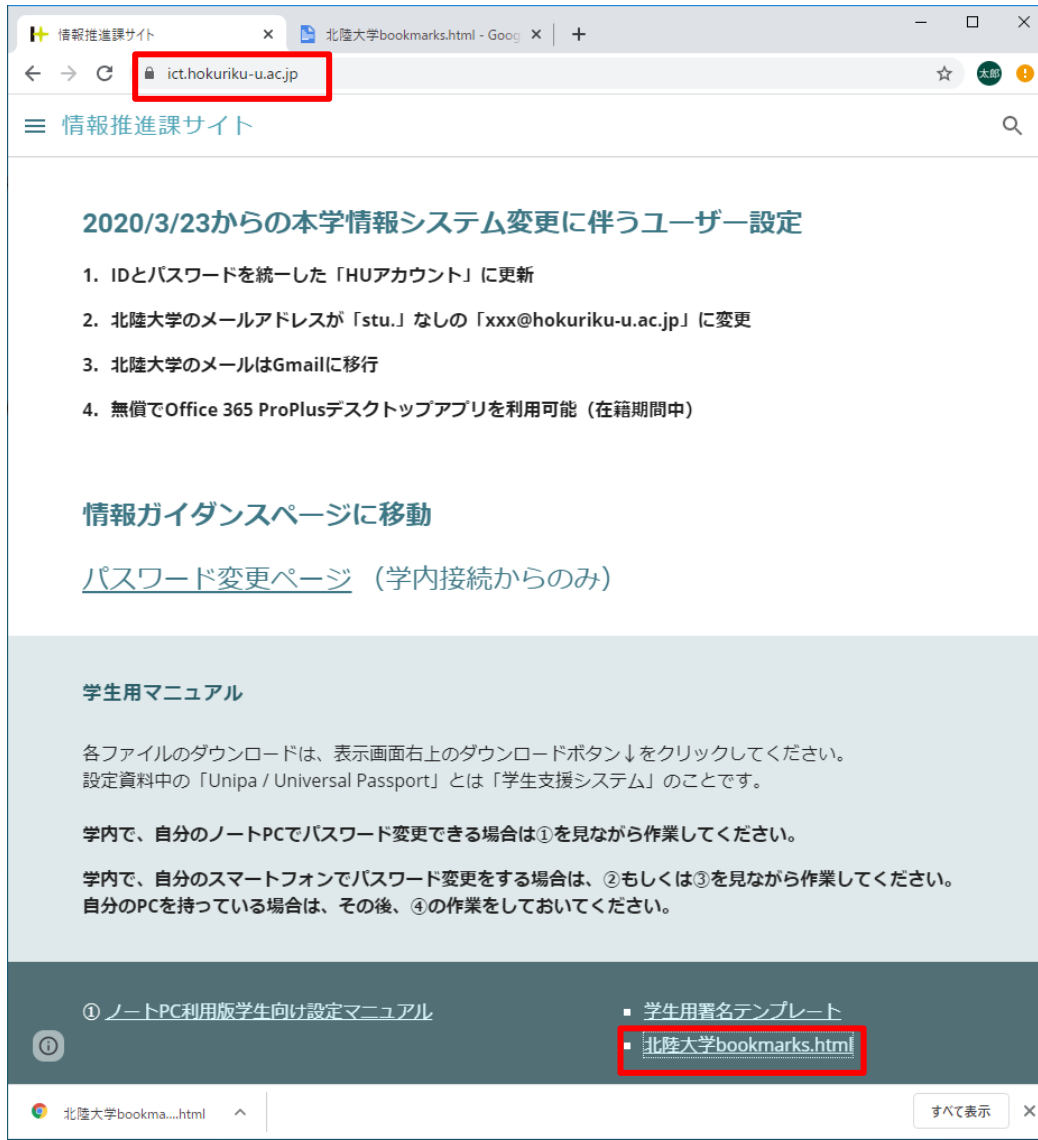 情報推進課サイト
北陸大学bookmarks.html - Goog
ict.hokuriku-u.ac.jp
太郎
情報推進課サイト
2020/3/23からの本学情報システム変更に伴うユーザー設定
1. IDとパスワードを統一した「HUアカウント」に更新
2. 北陸大学のメールアドレスが「stu.」なしの「xxx@hokuriku-u.ac.jp」に変更
3. 北陸大学のメールはGmailに移行
4. 無償でOffice 365 ProPlusデスクトップアプリを利用可能（在籍期間中）
情報ガイダンスページに移動
パスワード変更ページ （学内接続からのみ）
学生用マニュアル
各ファイルのダウンロードは、表示画面右上のダウンロードボタン↓をクリックしてください。
設定資料中の「Unipa / Universal Passport」とは「学生支援システム」のことです。
学内で、自分のノートPCでパスワード変更できる場合は①を見ながら作業してください。
学内で、自分のスマートフォンでパスワード変更をする場合は、②もしくは③を見ながら作業してください。
自分のPCを持っている場合は、その後、④の作業をしておいてください。
① ノートPC利用版学生向け設定マニュアル
▪ 学生用署名テンプレート
▪ 北陸大学bookmarks.html
北陸大学bookma....html
すべて表示